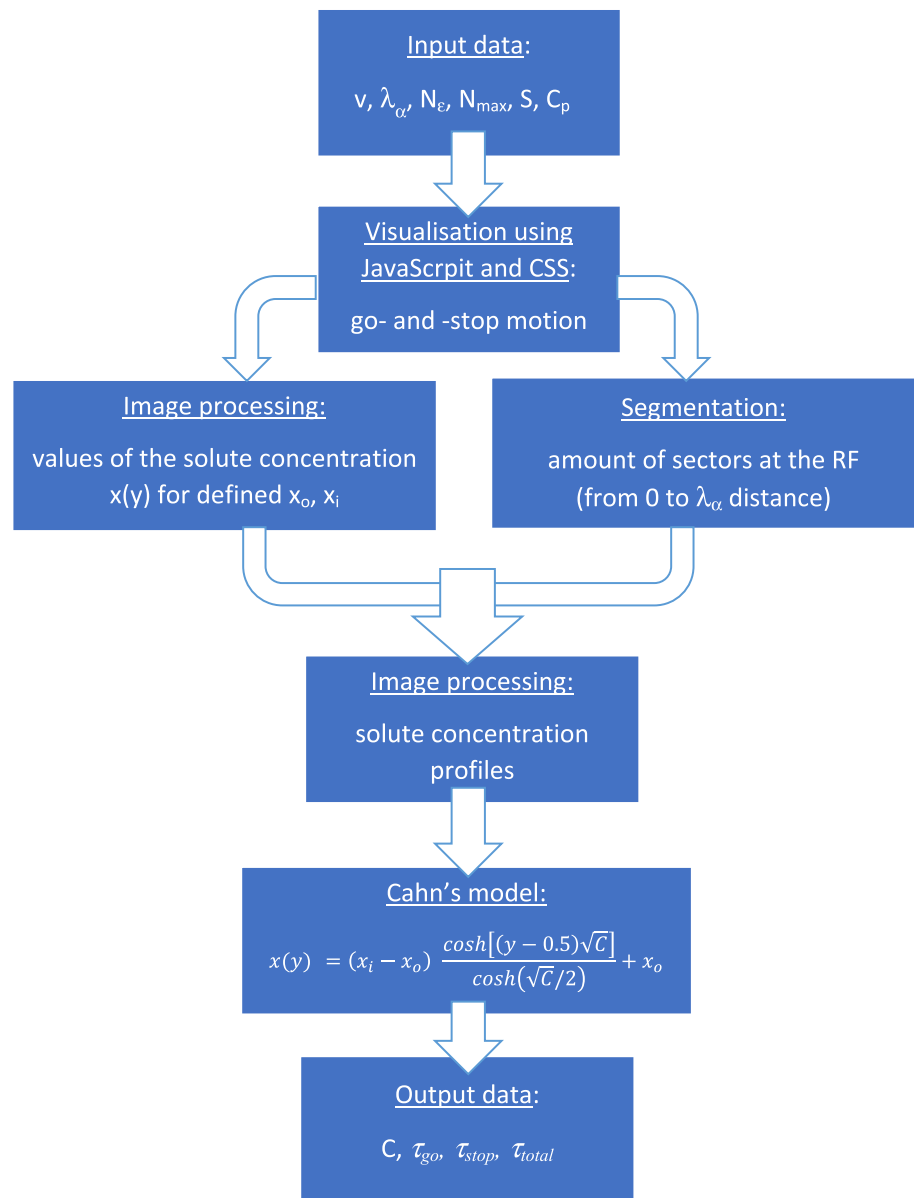 Input data:
v, λα, Nε, Nmax, S, Cp
Visualisation using
JavaScrpit and CSS:
go- and -stop motion
Image processing:
values of the solute concentration
x(y) for defined xo, xi
Segmentation:
amount of sectors at the RF
(from 0 to λα distance)
Image processing:
solute concentration
profiles
Cahn's model:
x(y) = (xi − xo) cosh[(y − 0.5)√C] / cosh(√C/2) + xo
Output data:
C, τgo, τstop, τtotal